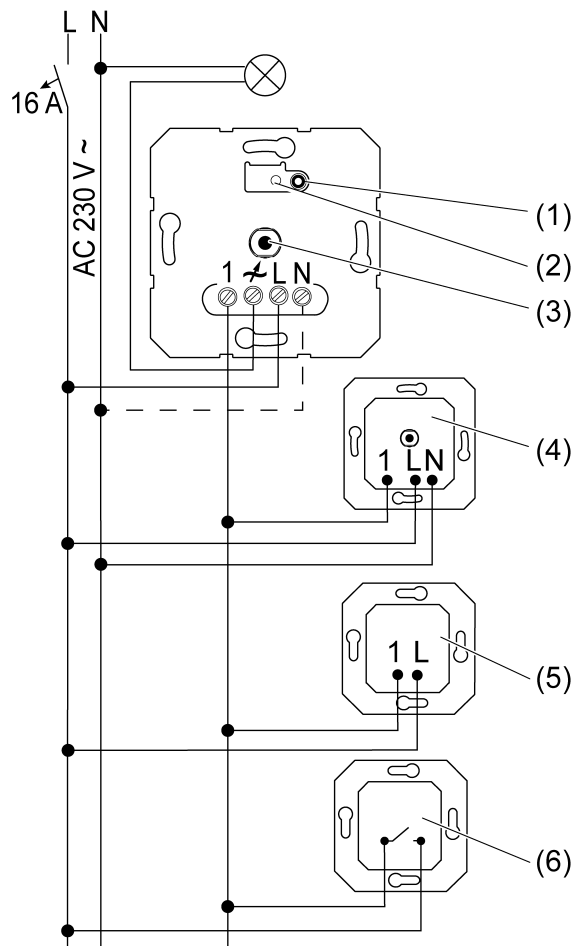 L N
16 A
AC 230 V ~
(1)
(2)
(3)
1 L N
(4)
1 L N
(5)
1 L
(6)